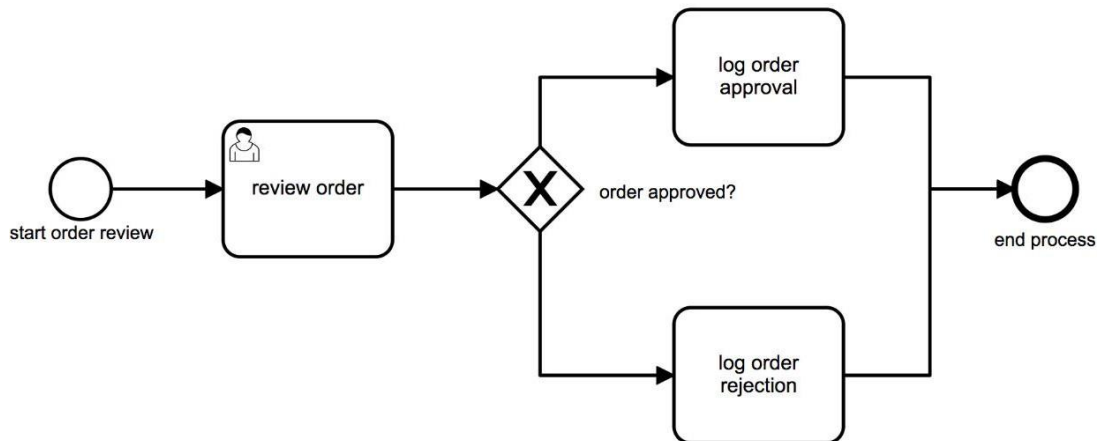 start order review
review order
order approved?
log order
approval
log order
rejection
end process